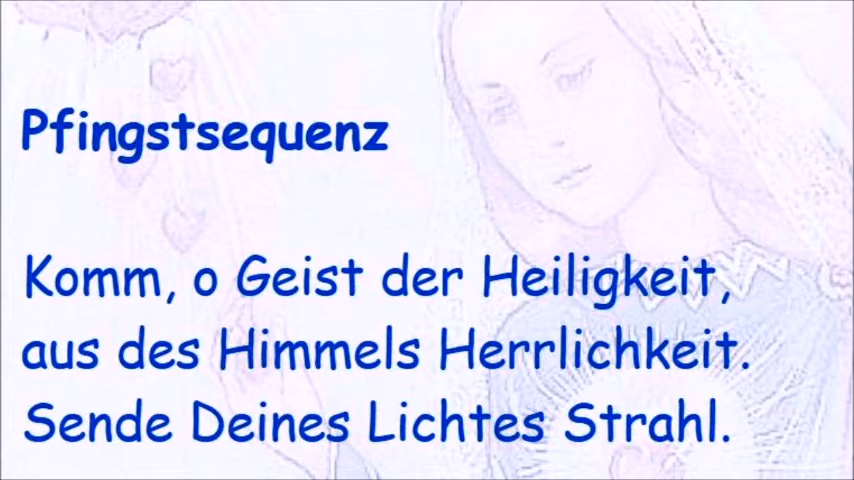 Pfingstsequenz
Komm, o Geist der Heiligkeit,
aus des Himmels Herrlichkeit.
Sende Deines Lichtes Strahl.